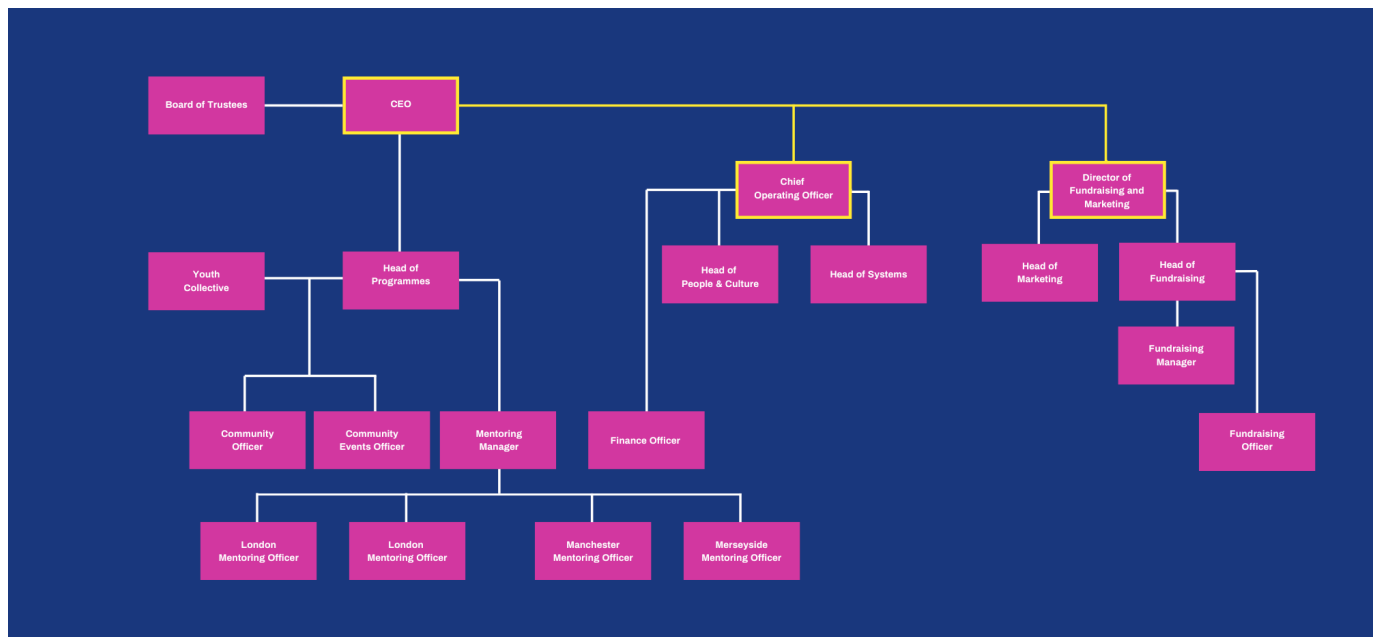 Board of Trustees
CEO
Chief
Operating Officer
Director of
Fundraising and
Marketing
Youth
Collective
Head of
Programmes
Head of
People & Culture
Head of Systems
Head of
Marketing
Head of
Fundraising
Fundraising
Manager
Community
Officer
Community
Events Officer
Mentoring
Manager
Finance Officer
Fundraising
Officer
London
Mentoring Officer
London
Mentoring Officer
Manchester
Mentoring Officer
Merseyside
Mentoring Officer